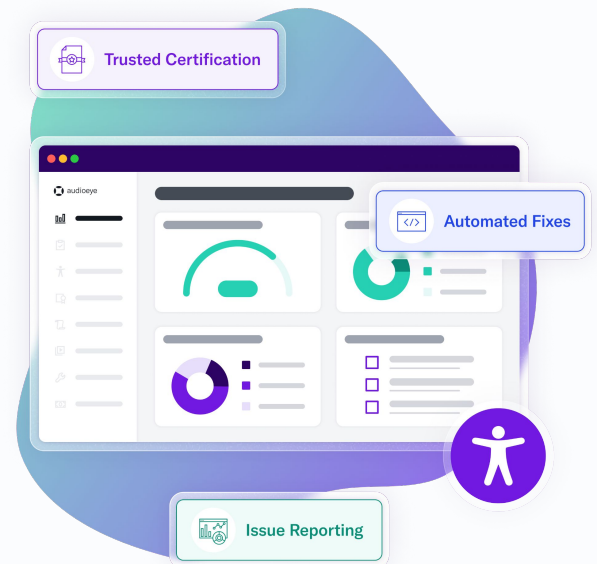 Trusted Certification
audioeye
Automated Fixes
Issue Reporting